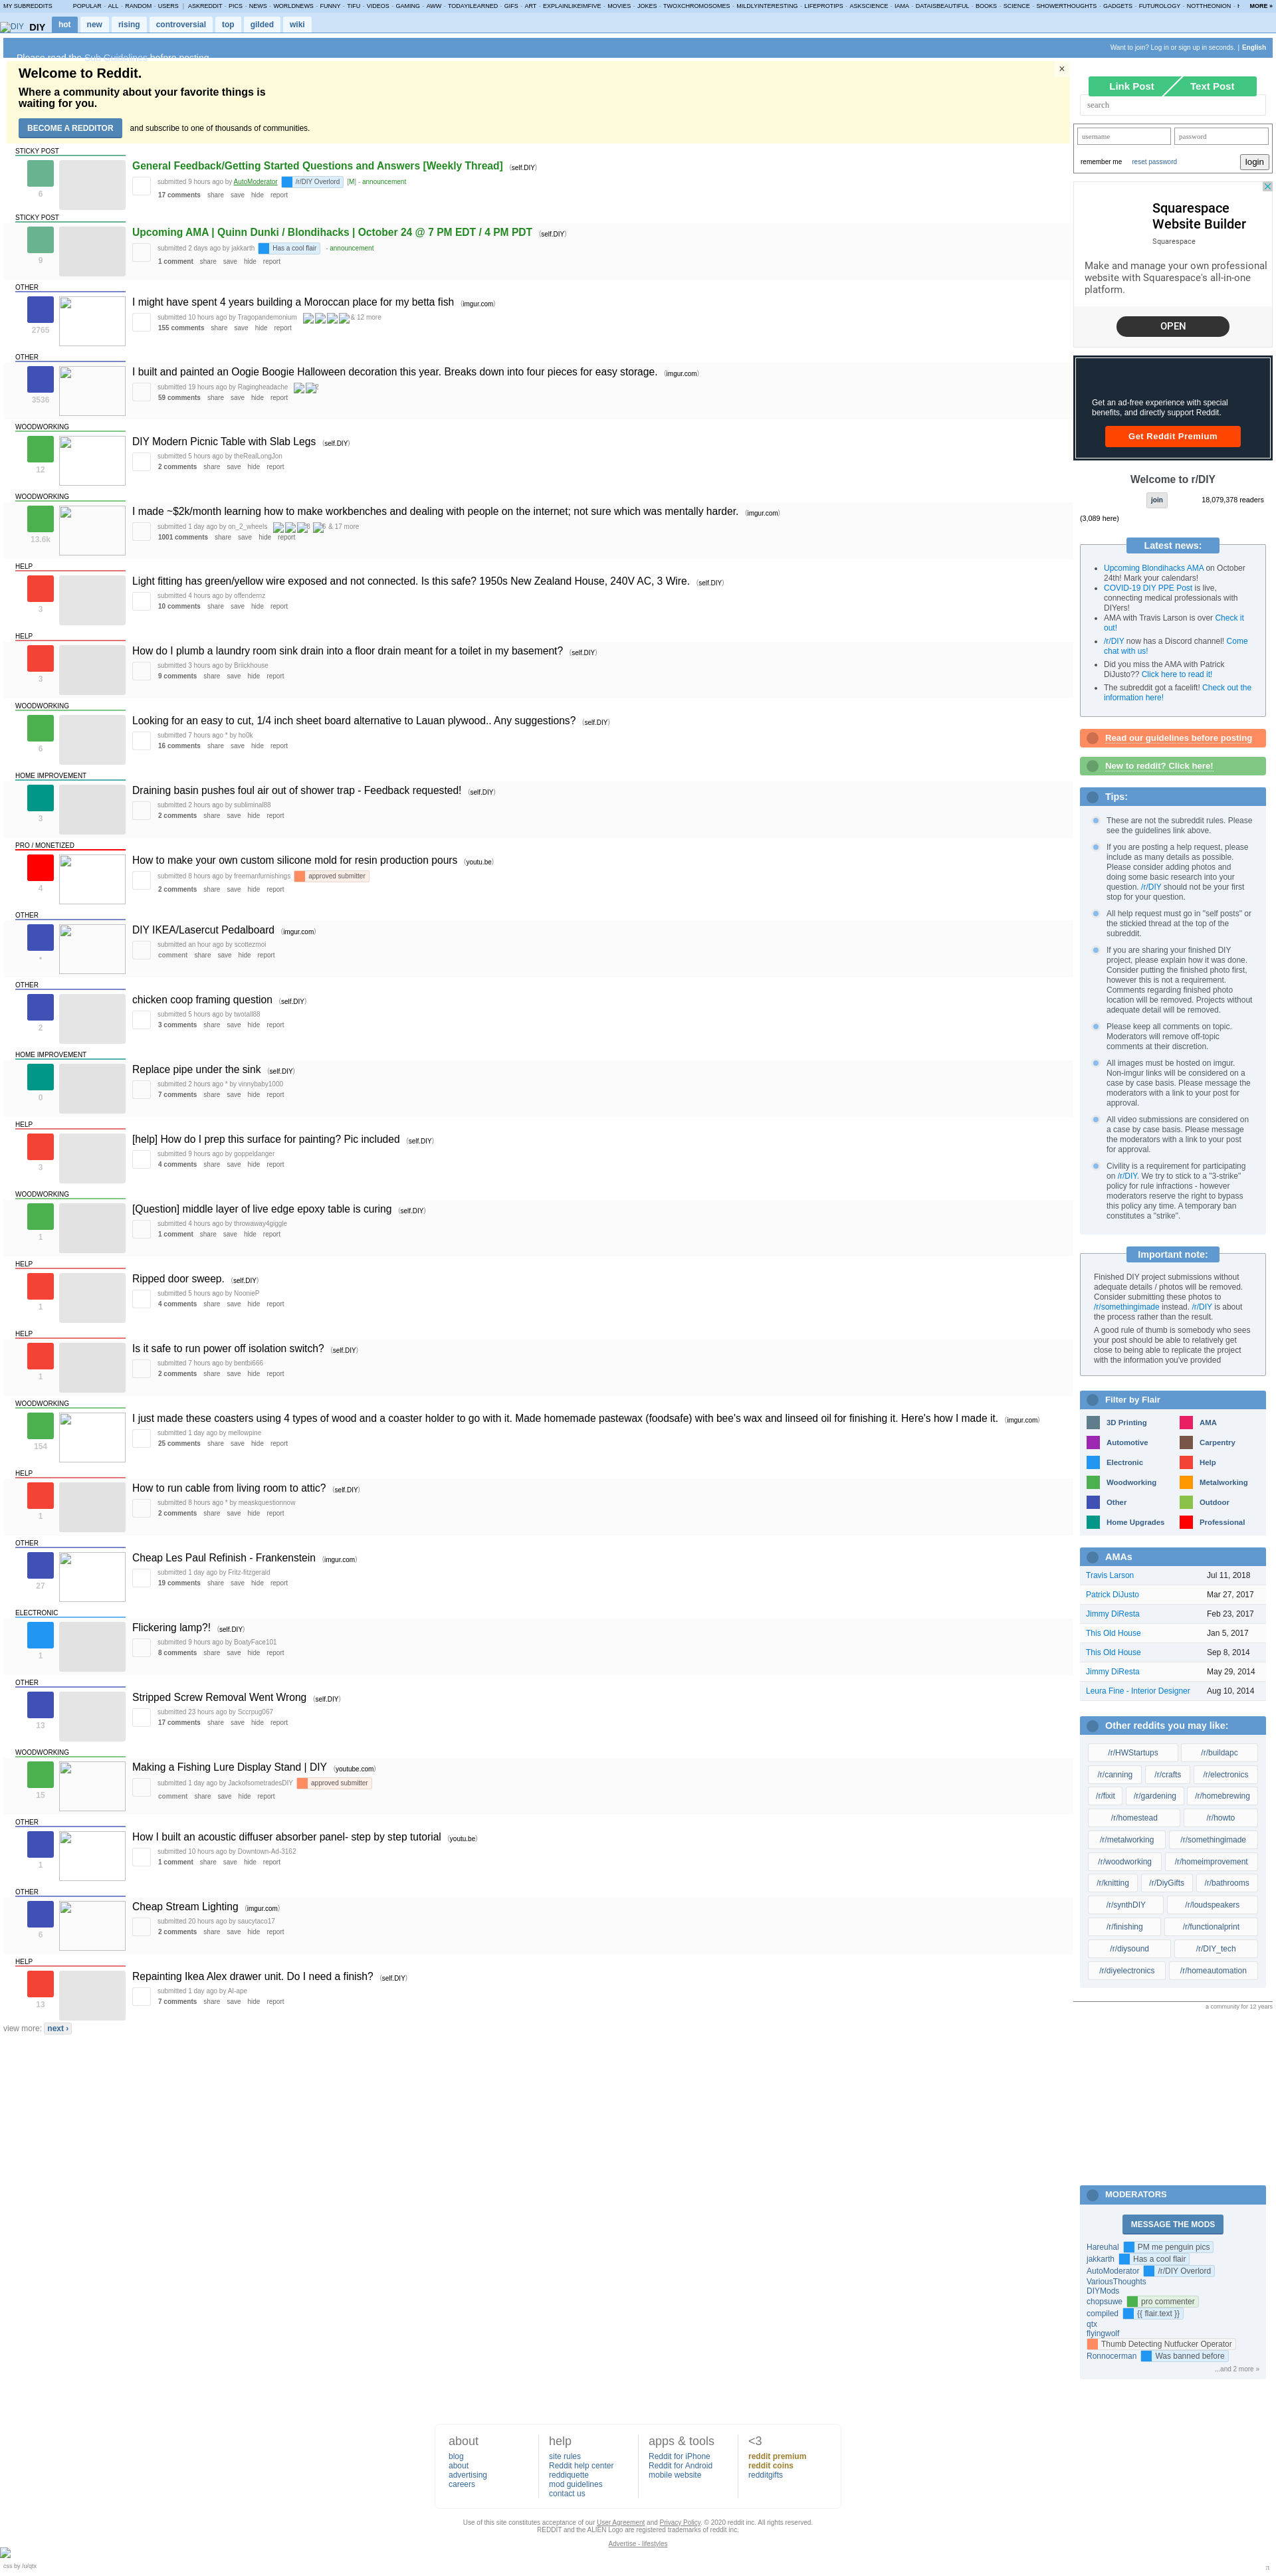 MY SUBREDDITS POPULAR - ALL - RANDOM - USERS | ASKREDDIT - PICS - NEWS - WORLDNEWS - FUNNY - TIFU - VIDEOS - GAMING - AWW - TODAYILEARNED - GIFS - ART - EXPLAINLIKEIMFIVE - MOVIES - JOKES - TWOXCHROMOSOMES - MILDLYINTERESTING - LIFEPROTIPS - ASKSCIENCE - IAMA - DATAISBEAUTIFUL - BOOKS - SCIENCE - SHOWERTHOUGHTS - GADGETS - FUTUROLOGY - NOTTHEONION MORE »
DIY DIY hot new rising controversial top gilded wiki
Want to join? Log in or sign up in seconds. | English
Please read the Sub Guidelines before posting
Welcome to Reddit.
Where a community about your favorite things is
waiting for you.
BECOME A REDDITOR and subscribe to one of thousands of communities.
×
STICKY POST
6
General Feedback/Getting Started Questions and Answers [Weekly Thread] (self.DIY)
submitted 9 hours ago by AutoModerator /r/DIY Overlord [M] - announcement
17 comments share save hide report
STICKY POST
9
Upcoming AMA | Quinn Dunki / Blondihacks | October 24 @ 7 PM EDT / 4 PM PDT (self.DIY)
submitted 2 days ago by jakkarth Has a cool flair - announcement
1 comment share save hide report
OTHER
2765
I might have spent 4 years building a Moroccan place for my betta fish (imgur.com)
submitted 10 hours ago by Tragopandemonium & 12 more
155 comments share save hide report
OTHER
3536
I built and painted an Oogie Boogie Halloween decoration this year. Breaks down into four pieces for easy storage. (imgur.com)
submitted 19 hours ago by Ragingheadache
59 comments share save hide report
WOODWORKING
12
DIY Modern Picnic Table with Slab Legs (self.DIY)
submitted 5 hours ago by theRealLongJon
2 comments share save hide report
WOODWORKING
13.6k
I made ~$2k/month learning how to make workbenches and dealing with people on the internet; not sure which was mentally harder. (imgur.com)
submitted 1 day ago by on_2_wheels & 17 more
1001 comments share save hide report
HELP
3
Light fitting has green/yellow wire exposed and not connected. Is this safe? 1950s New Zealand House, 240V AC, 3 Wire. (self.DIY)
submitted 4 hours ago by offendernz
10 comments share save hide report
HELP
3
How do I plumb a laundry room sink drain into a floor drain meant for a toilet in my basement? (self.DIY)
submitted 3 hours ago by Briickhouse
9 comments share save hide report
WOODWORKING
6
Looking for an easy to cut, 1/4 inch sheet board alternative to Lauan plywood.. Any suggestions? (self.DIY)
submitted 7 hours ago * by ho0k
16 comments share save hide report
HOME IMPROVEMENT
3
Draining basin pushes foul air out of shower trap - Feedback requested! (self.DIY)
submitted 2 hours ago by subliminal88
2 comments share save hide report
PRO / MONETIZED
4
How to make your own custom silicone mold for resin production pours (youtu.be)
submitted 8 hours ago by freemanfurnishings approved submitter
2 comments share save hide report
OTHER
•
DIY IKEA/Lasercut Pedalboard (imgur.com)
submitted an hour ago by scottezmoi
comment share save hide report
OTHER
2
chicken coop framing question (self.DIY)
submitted 5 hours ago by twotall88
3 comments share save hide report
HOME IMPROVEMENT
0
Replace pipe under the sink (self.DIY)
submitted 2 hours ago * by vinnybaby1000
7 comments share save hide report
HELP
3
[help] How do I prep this surface for painting? Pic included (self.DIY)
submitted 9 hours ago by goppeldanger
4 comments share save hide report
WOODWORKING
1
[Question] middle layer of live edge epoxy table is curing (self.DIY)
submitted 4 hours ago by throwaway4giggle
1 comment share save hide report
HELP
1
Ripped door sweep. (self.DIY)
submitted 5 hours ago by NoonieP
4 comments share save hide report
HELP
1
Is it safe to run power off isolation switch? (self.DIY)
submitted 7 hours ago by bentbi666
2 comments share save hide report
WOODWORKING
154
I just made these coasters using 4 types of wood and a coaster holder to go with it. Made homemade pastewax (foodsafe) with bee's wax and linseed oil for finishing it. Here's how I made it. (imgur.com)
submitted 1 day ago by mellowpine
25 comments share save hide report
HELP
1
How to run cable from living room to attic? (self.DIY)
submitted 8 hours ago * by measkquestionnow
2 comments share save hide report
OTHER
27
Cheap Les Paul Refinish - Frankenstein (imgur.com)
submitted 1 day ago by Fritz-fitzgerald
19 comments share save hide report
ELECTRONIC
1
Flickering lamp?! (self.DIY)
submitted 9 hours ago by BoatyFace101
8 comments share save hide report
OTHER
13
Stripped Screw Removal Went Wrong (self.DIY)
submitted 23 hours ago by Sccrpug067
17 comments share save hide report
WOODWORKING
15
Making a Fishing Lure Display Stand | DIY (youtube.com)
submitted 1 day ago by JackofsometradesDIY approved submitter
comment share save hide report
OTHER
1
How I built an acoustic diffuser absorber panel- step by step tutorial (youtu.be)
submitted 10 hours ago by Downtown-Ad-3162
1 comment share save hide report
OTHER
6
Cheap Stream Lighting (imgur.com)
submitted 20 hours ago by saucytaco17
2 comments share save hide report
HELP
13
Repainting Ikea Alex drawer unit. Do I need a finish? (self.DIY)
submitted 1 day ago by Al-ape
7 comments share save hide report
view more: next ›
Link Post Text Post
search
username password
remember me reset password login
Squarespace
Website Builder
Squarespace
Make and manage your own professional
website with Squarespace's all-in-one
platform.
OPEN
Get an ad-free experience with special
benefits, and directly support Reddit.
Get Reddit Premium
Welcome to r/DIY
join 18,079,378 readers
(3,089 here)
Latest news:
Upcoming Blondihacks AMA on October
24th! Mark your calendars!
COVID-19 DIY PPE Post is live,
connecting medical professionals with
DIYers!
AMA with Travis Larson is over Check it
out!
/r/DIY now has a Discord channel! Come
chat with us!
Did you miss the AMA with Patrick
DiJusto?? Click here to read it!
The subreddit got a facelift! Check out the
information here!
Read our guidelines before posting
New to reddit? Click here!
Tips:
These are not the subreddit rules. Please
see the guidelines link above.
If you are posting a help request, please
include as many details as possible.
Please consider adding photos and
doing some basic research into your
question. /r/DIY should not be your first
stop for your question.
All help request must go in "self posts" or
the stickied thread at the top of the
subreddit.
If you are sharing your finished DIY
project, please explain how it was done.
Consider putting the finished photo first,
however this is not a requirement.
Comments regarding finished photo
location will be removed. Projects without
adequate detail will be removed.
Please keep all comments on topic.
Moderators will remove off-topic
comments at their discretion.
All images must be hosted on imgur.
Non-imgur links will be considered on a
case by case basis. Please message the
moderators with a link to your post for
approval.
All video submissions are considered on
a case by case basis. Please message
the moderators with a link to your post
for approval.
Civility is a requirement for participating
on /r/DIY. We try to stick to a "3-strike"
policy for rule infractions - however
moderators reserve the right to bypass
this policy any time. A temporary ban
constitutes a "strike".
Important note:
Finished DIY project submissions without
adequate details / photos will be removed.
Consider submitting these photos to
/r/somethingimade instead. /r/DIY is about
the process rather than the result.
A good rule of thumb is somebody who sees
your post should be able to relatively get
close to being able to replicate the project
with the information you've provided
Filter by Flair
3D Printing AMA
Automotive Carpentry
Electronic Help
Woodworking Metalworking
Other Outdoor
Home Upgrades Professional
AMAs
Travis Larson Jul 11, 2018
Patrick DiJusto Mar 27, 2017
Jimmy DiResta Feb 23, 2017
This Old House Jan 5, 2017
This Old House Sep 8, 2014
Jimmy DiResta May 29, 2014
Leura Fine - Interior Designer Aug 10, 2014
Other reddits you may like:
/r/HWStartups /r/buildapc
/r/canning /r/crafts /r/electronics
/r/fixit /r/gardening /r/homebrewing
/r/homestead /r/howto
/r/metalworking /r/somethingimade
/r/woodworking /r/homeimprovement
/r/knitting /r/DiyGifts /r/bathrooms
/r/synthDIY /r/loudspeakers
/r/finishing /r/functionalprint
/r/diysound /r/DIY_tech
/r/diyelectronics /r/homeautomation
a community for 12 years
MODERATORS
MESSAGE THE MODS
Hareuhal PM me penguin pics
jakkarth Has a cool flair
AutoModerator /r/DIY Overlord
VariousThoughts
DIYMods
chopsuwe pro commenter
compiled {{ flair.text }}
qtx
flyingwolf
Thumb Detecting Nutfucker Operator
Ronnocerman Was banned before
...and 2 more »
about
blog
about
advertising
careers
help
site rules
Reddit help center
reddiquette
mod guidelines
contact us
apps & tools
Reddit for iPhone
Reddit for Android
mobile website
<3
reddit premium
reddit coins
redditgifts
Use of this site constitutes acceptance of our User Agreement and Privacy Policy. © 2020 reddit inc. All rights reserved.
REDDIT and the ALIEN Logo are registered trademarks of reddit inc.
Advertise - lifestyles
css by /u/qtx